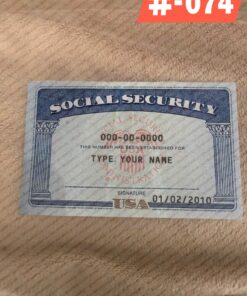 #-074
SOCIAL SECURITY
000-00-0000
THIS NUMBER HAS BEEN ESTABLISHED FOR
TYPE YOUR NAME
SIGNATURE
USA 01/02/2010